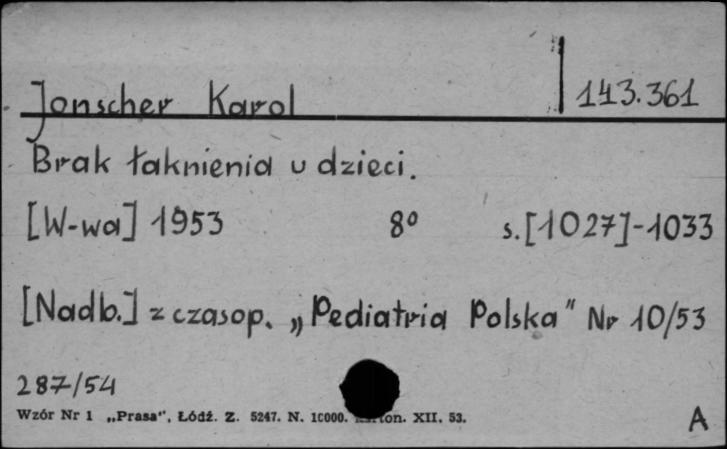 Jonscher Karol 143.361
Brak łaknienia u dzieci.
[W-wa] 1953 8° s.[1027]-1033
[Nadb.] z czasop. „Pediatria Polska" Nr 10/53
287/54
Wzór Nr 1 „Prasa", Łódź. Z. 5247. N. 10000. karton. XII. 53.
A